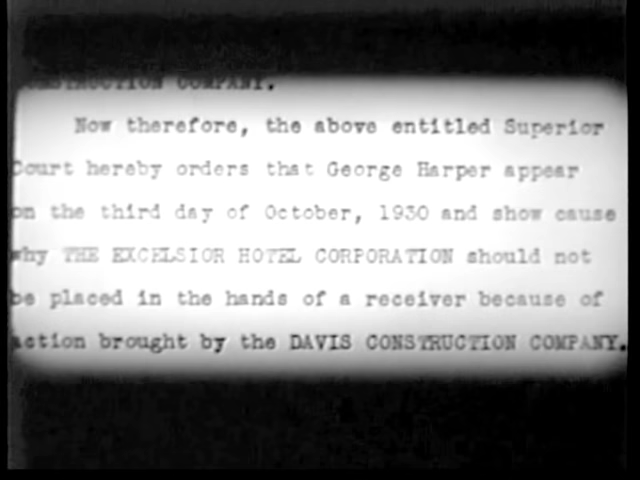 CONSTRUCTION COMPANY.
Now therefore, the above entitled Superior
Court hereby orders that George Harper appear
on the third day of October, 1930 and show cause
why THE EXCELSIOR HOTEL CORPORATION should not
be placed in the hands of a receiver because of
action brought by the DAVIS CONSTRUCTION COMPANY.